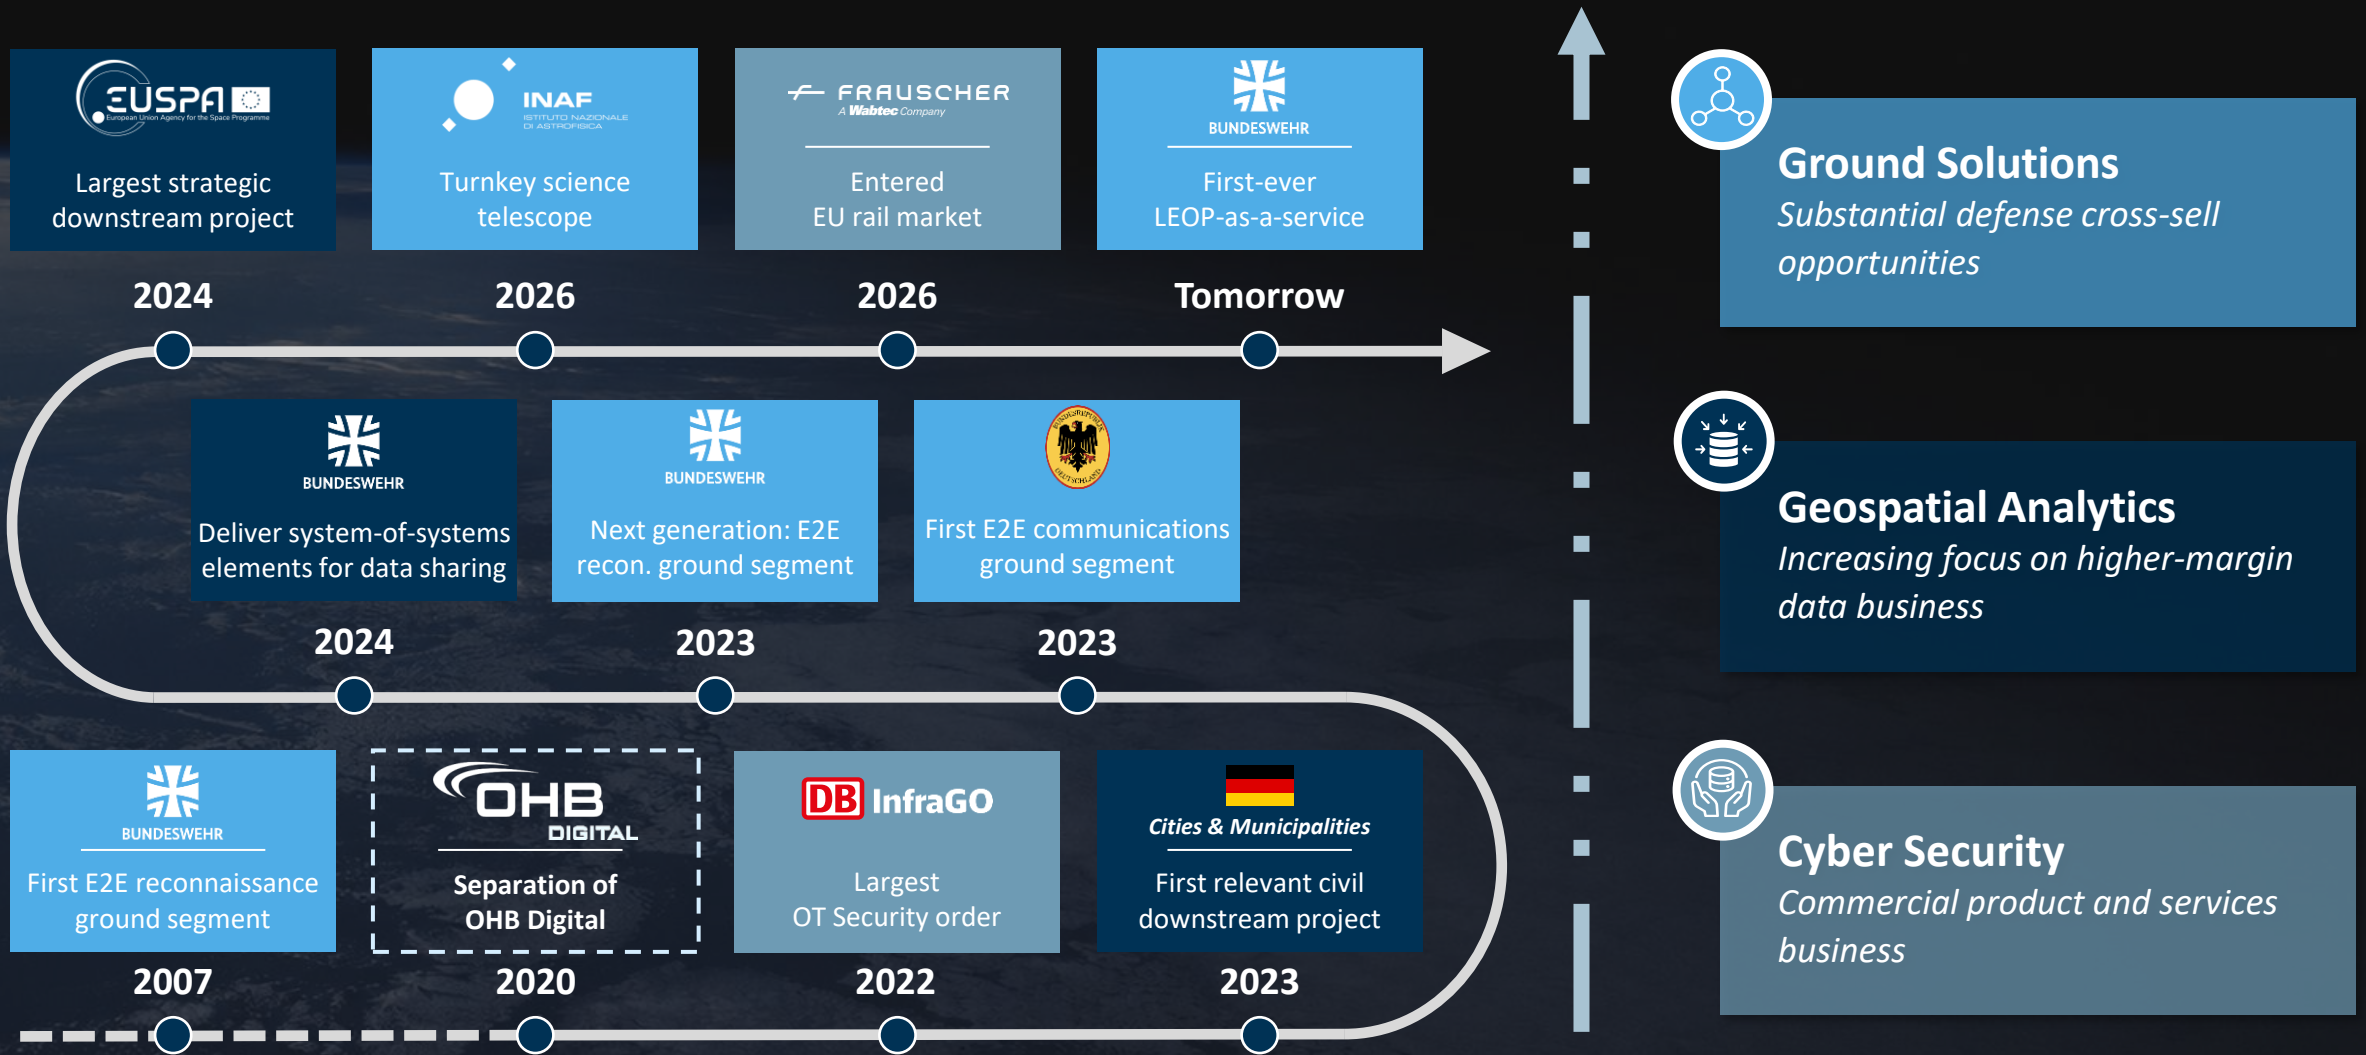 EUSPA
European Union Agency for the Space Programme
Largest strategic
downstream project
2024
INAF
ISTITUTO NAZIONALE
DI ASTROFISICA
Turnkey science
telescope
2026
FRAUSCHER
A Wabtec Company
Entered
EU rail market
2026
BUNDESWEHR
First-ever
LEOP-as-a-service
Tomorrow
BUNDESWEHR
Deliver system-of-systems
elements for data sharing
2024
BUNDESWEHR
Next generation: E2E
recon. ground segment
2023
BUNDESREPUBLIK
DEUTSCHLAND
First E2E communications
ground segment
2023
BUNDESWEHR
First E2E reconnaissance
ground segment
2007
OHB
DIGITAL
Separation of
OHB Digital
2020
DB InfraGO
Largest
OT Security order
2022
Cities & Municipalities
First relevant civil
downstream project
2023
Ground Solutions
Substantial defense cross-sell
opportunities
Geospatial Analytics
Increasing focus on higher-margin
data business
Cyber Security
Commercial product and services
business